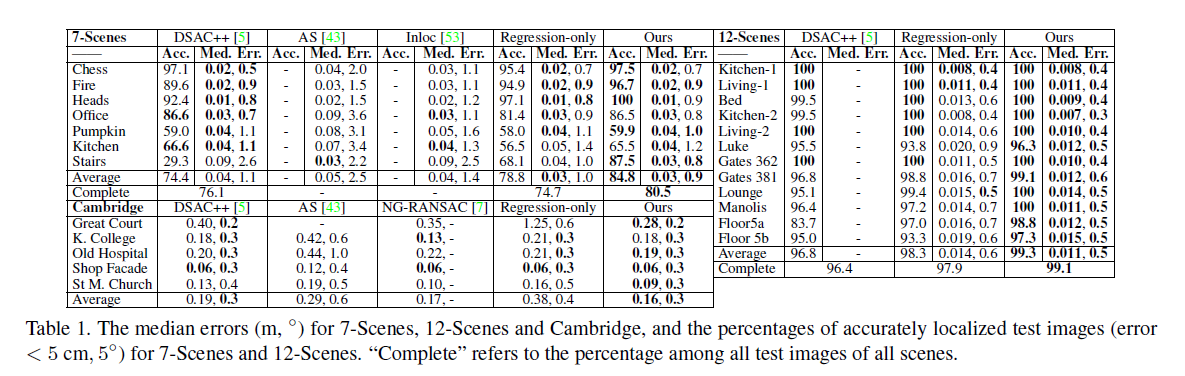 7-Scenes DSAC++ [5] AS [43] Inloc [53] Regression-only Ours
—— Acc. Med. Err. Acc. Med. Err. Acc. Med. Err. Acc. Med. Err. Acc. Med. Err.
Chess 97.1 0.02, 0.5 - 0.04, 2.0 - 0.03, 1.1 95.4 0.02, 0.7 97.5 0.02, 0.7
Fire 89.6 0.02, 0.9 - 0.03, 1.5 - 0.03, 1.1 94.9 0.02, 0.9 96.7 0.02, 0.9
Heads 92.4 0.01, 0.8 - 0.02, 1.5 - 0.02, 1.2 97.1 0.01, 0.8 100 0.01, 0.9
Office 86.6 0.03, 0.7 - 0.09, 3.6 - 0.03, 1.1 81.4 0.03, 0.9 86.5 0.03, 0.8
Pumpkin 59.0 0.04, 1.1 - 0.08, 3.1 - 0.05, 1.6 58.0 0.04, 1.1 59.9 0.04, 1.0
Kitchen 66.6 0.04, 1.1 - 0.07, 3.4 - 0.04, 1.3 56.5 0.05, 1.4 65.5 0.04, 1.2
Stairs 29.3 0.09, 2.6 - 0.03, 2.2 - 0.09, 2.5 68.1 0.04, 1.0 87.5 0.03, 0.8
Average 74.4 0.04, 1.1 - 0.05, 2.5 - 0.04, 1.4 78.8 0.03, 1.0 84.8 0.03, 0.9
Complete 76.1 - - 74.7 80.5
Cambridge DSAC++ [5] AS [43] NG-RANSAC [7] Regression-only Ours
Great Court 0.40, 0.2 - 0.35, - 1.25, 0.6 0.28, 0.2
K. College 0.18, 0.3 0.42, 0.6 0.13, - 0.21, 0.3 0.18, 0.3
Old Hospital 0.20, 0.3 0.44, 1.0 0.22, - 0.21, 0.3 0.19, 0.3
Shop Facade 0.06, 0.3 0.12, 0.4 0.06, - 0.06, 0.3 0.06, 0.3
St M. Church 0.13, 0.4 0.19, 0.5 0.10, - 0.16, 0.5 0.09, 0.3
Average 0.19, 0.3 0.29, 0.6 0.17, - 0.38, 0.4 0.16, 0.3
12-Scenes DSAC++ [5] Regression-only Ours
—— Acc. Med. Err. Acc. Med. Err. Acc. Med. Err.
Kitchen-1 100 - 100 0.008, 0.4 100 0.008, 0.4
Living-1 100 - 100 0.011, 0.4 100 0.011, 0.4
Bed 99.5 - 100 0.013, 0.6 100 0.009, 0.4
Kitchen-2 99.5 - 100 0.008, 0.4 100 0.007, 0.3
Living-2 100 - 100 0.014, 0.6 100 0.010, 0.4
Luke 95.5 - 93.8 0.020, 0.9 96.3 0.012, 0.5
Gates 362 100 - 100 0.011, 0.5 100 0.010, 0.4
Gates 381 96.8 - 98.8 0.016, 0.7 99.1 0.012, 0.6
Lounge 95.1 - 99.4 0.015, 0.5 100 0.014, 0.5
Manolis 96.4 - 97.2 0.014, 0.7 100 0.011, 0.5
Floor5a 83.7 - 97.0 0.016, 0.7 98.8 0.012, 0.5
Floor 5b 95.0 - 93.3 0.019, 0.6 97.3 0.015, 0.5
Average 96.8 - 98.3 0.014, 0.6 99.3 0.011, 0.5
Complete 96.4 97.9 99.1
Table 1. The median errors (m, °) for 7-Scenes, 12-Scenes and Cambridge, and the percentages of accurately localized test images (error
< 5 cm, 5°) for 7-Scenes and 12-Scenes. “Complete” refers to the percentage among all test images of all scenes.